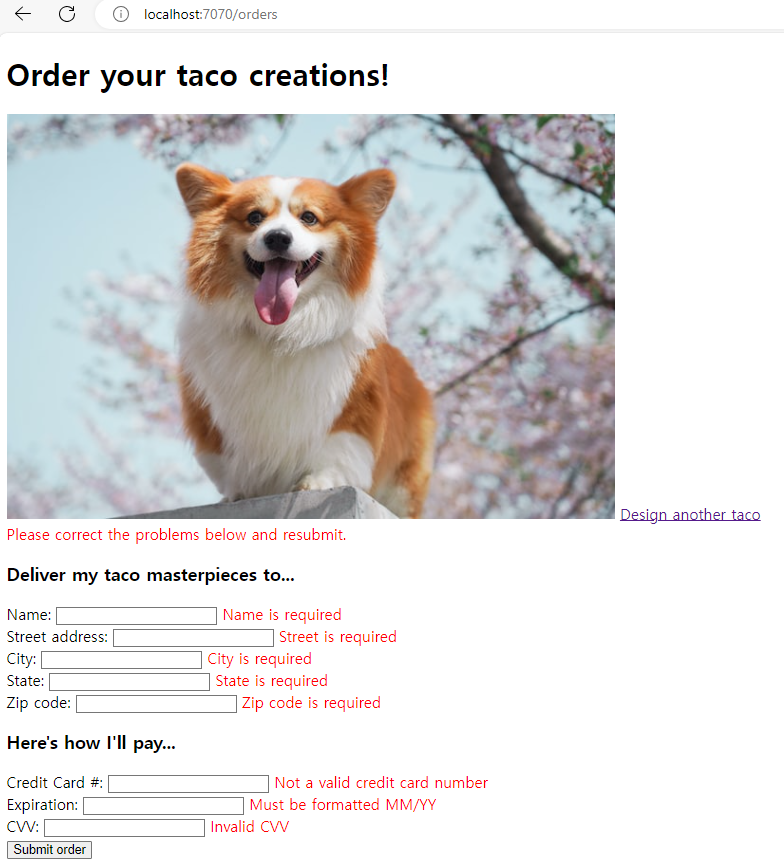 localhost:7070/orders
Order your taco creations!
Design another taco
Please correct the problems below and resubmit.
Deliver my taco masterpieces to...
Name: Name is required
Street address: Street is required
City: City is required
State: State is required
Zip code: Zip code is required
Here's how I'll pay...
Credit Card #: Not a valid credit card number
Expiration: Must be formatted MM/YY
CVV: Invalid CVV
Submit order